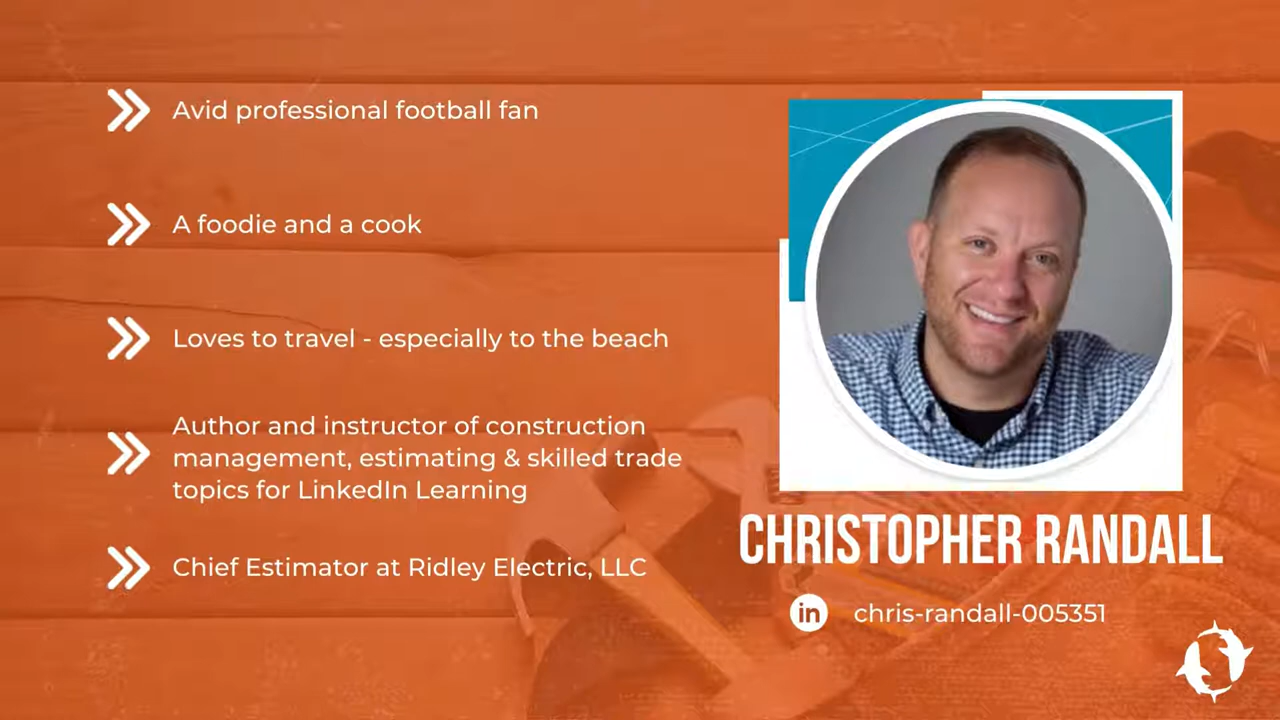 Avid professional football fan
A foodie and a cook
Loves to travel - especially to the beach
Author and instructor of construction
management, estimating & skilled trade
topics for LinkedIn Learning
Chief Estimator at Ridley Electric, LLC
CHRISTOPHER RANDALL
in chris-randall-005351